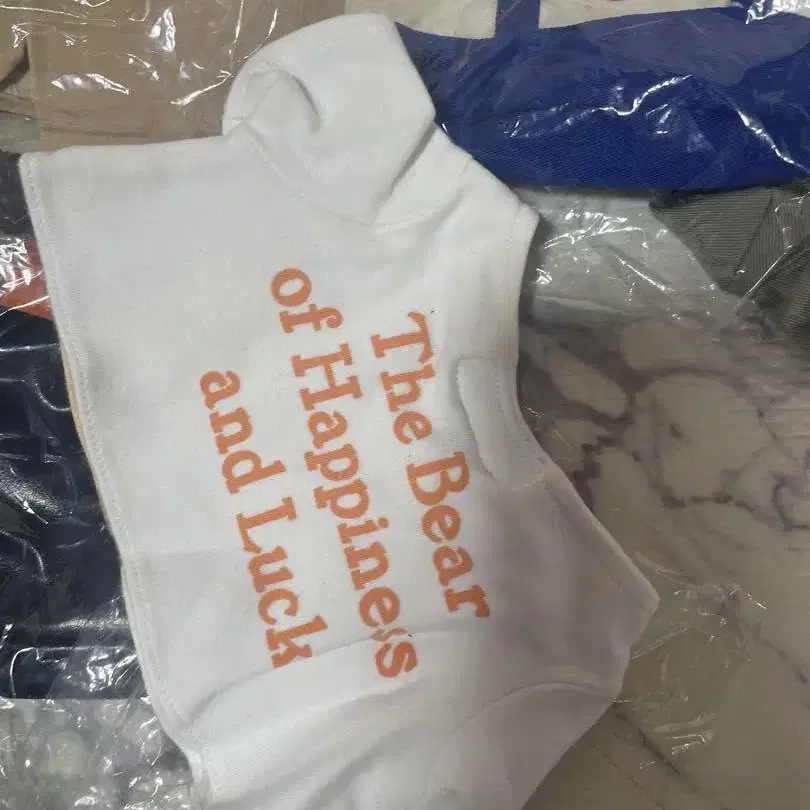 The Bear
of Happiness
and Luck